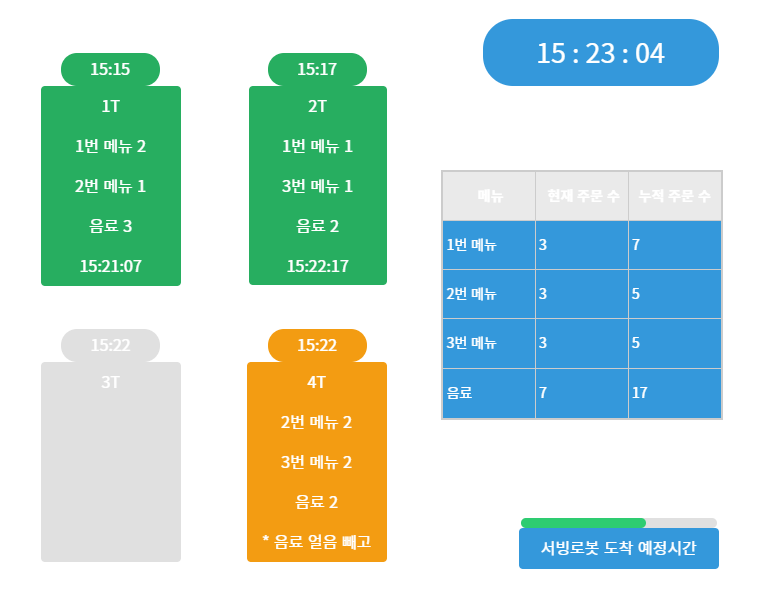 15:15
1T
1번 메뉴 2
2번 메뉴 1
음료 3
15:21:07
15:17
2T
1번 메뉴 1
3번 메뉴 1
음료 2
15:22:17
15:22
3T
15:22
4T
2번 메뉴 2
3번 메뉴 2
음료 2
* 음료 얼음 빼고
15 : 23 : 04
메뉴 현재 주문 수 누적 주문 수
1번 메뉴 3 7
2번 메뉴 3 5
3번 메뉴 3 5
음료 7 17
서빙로봇 도착 예정시간